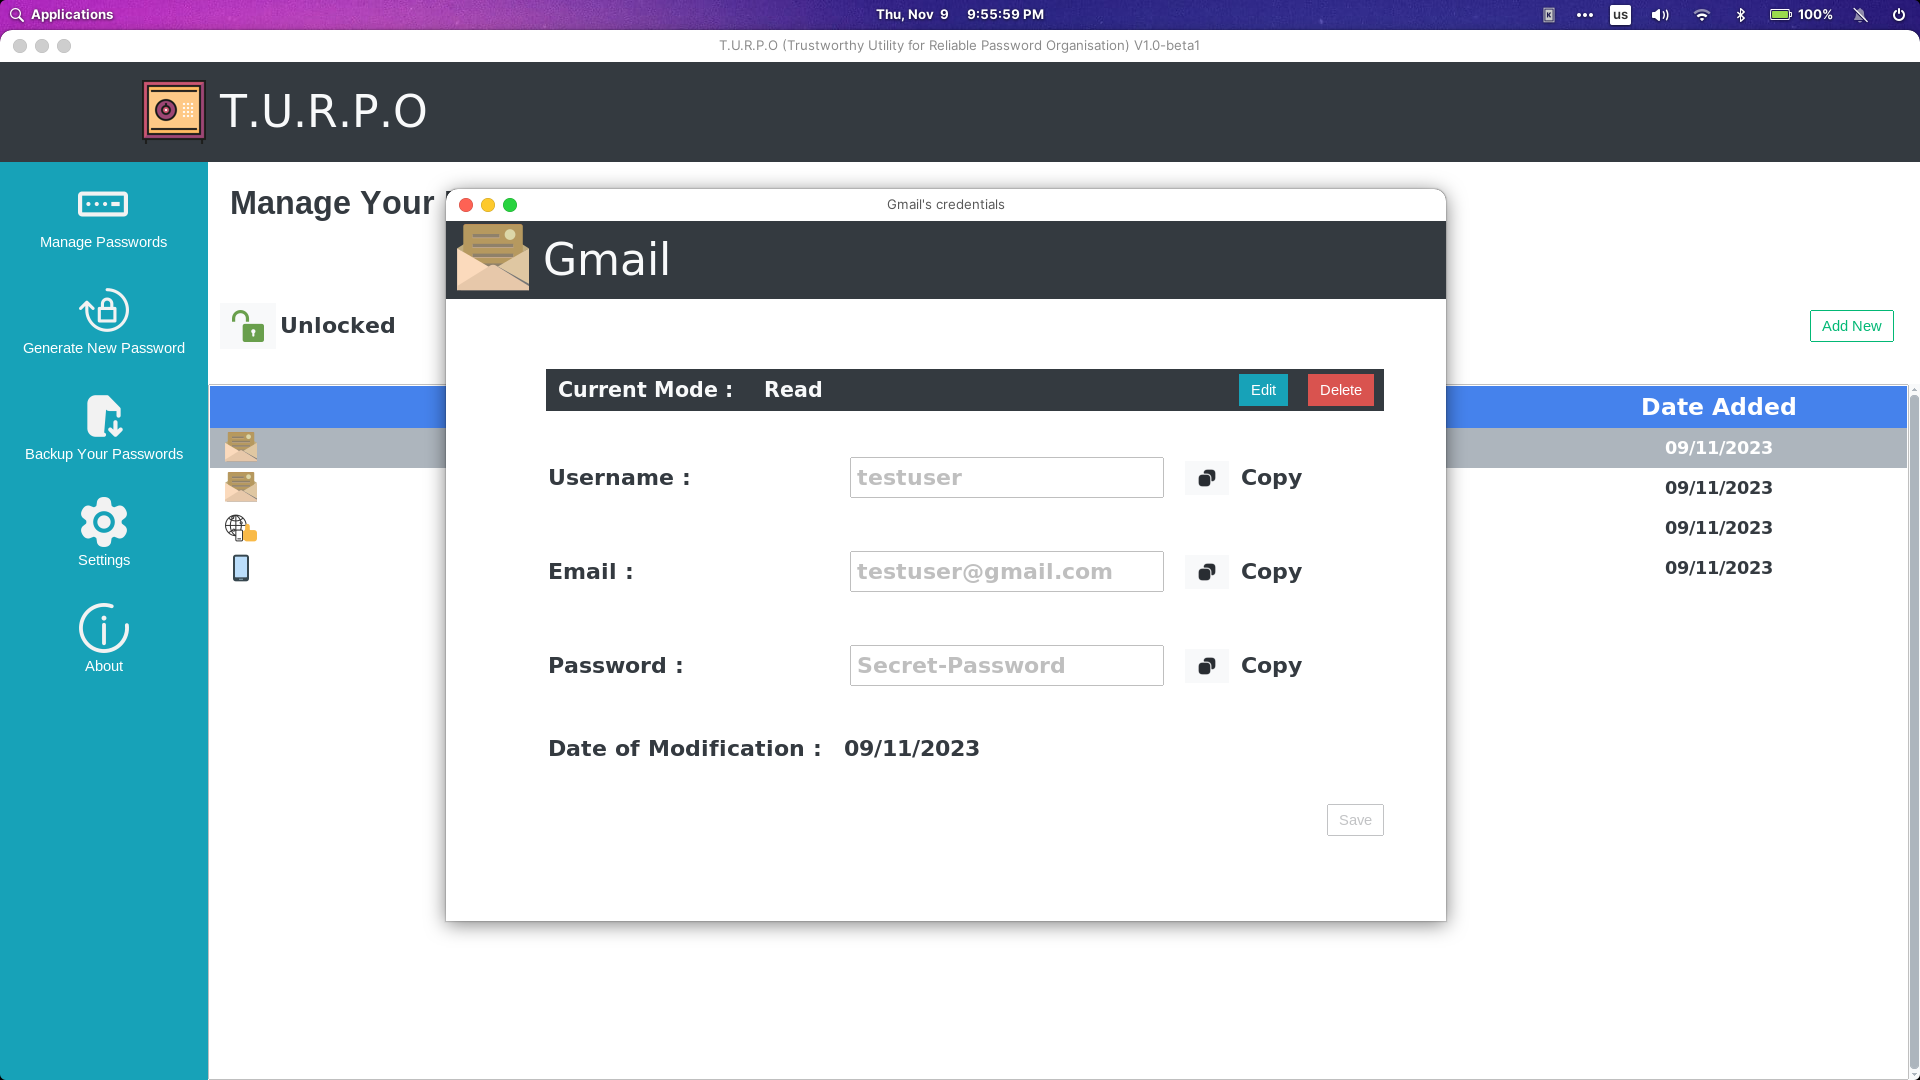 Applications
Thu, Nov 9 9:55:59 PM
us
100%
T.U.R.P.O (Trustworthy Utility for Reliable Password Organisation) V1.0-beta1
T.U.R.P.O
Manage Passwords
Generate New Password
Backup Your Passwords
Settings
About
Manage Your
Unlocked
Add New
Date Added
09/11/2023
09/11/2023
09/11/2023
09/11/2023
Gmail's credentials
Gmail
Current Mode : Read
Edit
Delete
Username : testuser Copy
Email : testuser@gmail.com Copy
Password : Secret-Password Copy
Date of Modification : 09/11/2023
Save